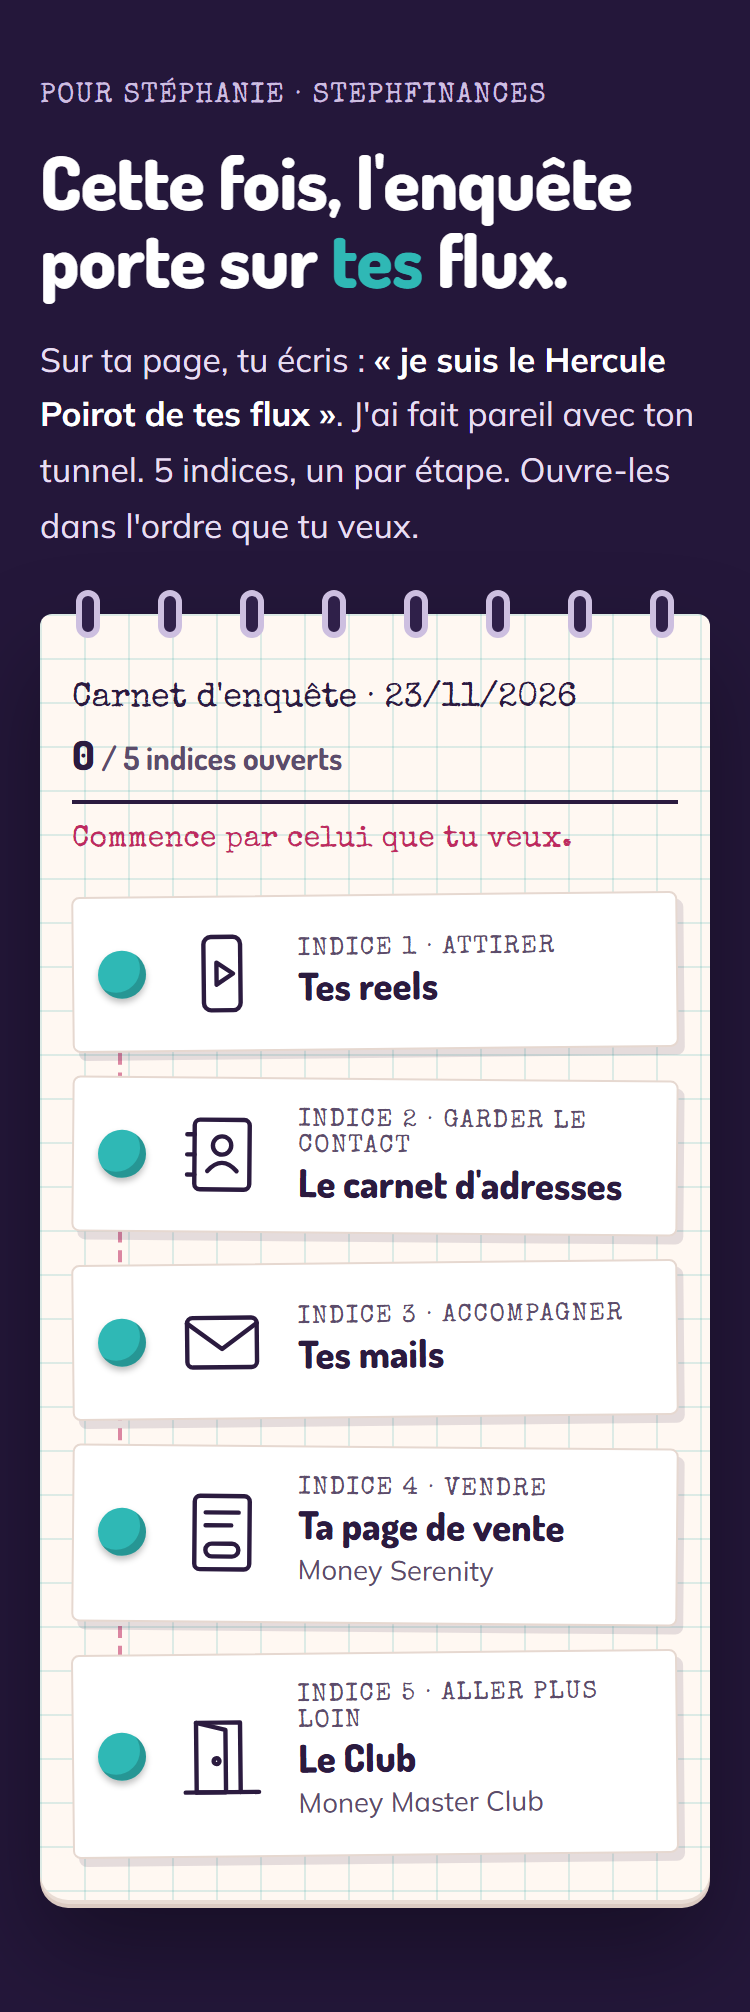 POUR STÉPHANIE · STEPHFINANCES
Cette fois, l'enquête
porte sur tes flux.
Sur ta page, tu écris : « je suis le Hercule
Poirot de tes flux ». J'ai fait pareil avec ton
tunnel. 5 indices, un par étape. Ouvre-les
dans l'ordre que tu veux.
Carnet d'enquête · 23/11/2026
0 / 5 indices ouverts
Commence par celui que tu veux.
INDICE 1 · ATTIRER
Tes reels
INDICE 2 · GARDER LE
CONTACT
Le carnet d'adresses
INDICE 3 · ACCOMPAGNER
Tes mails
INDICE 4 · VENDRE
Ta page de vente
Money Serenity
INDICE 5 · ALLER PLUS
LOIN
Le Club
Money Master Club